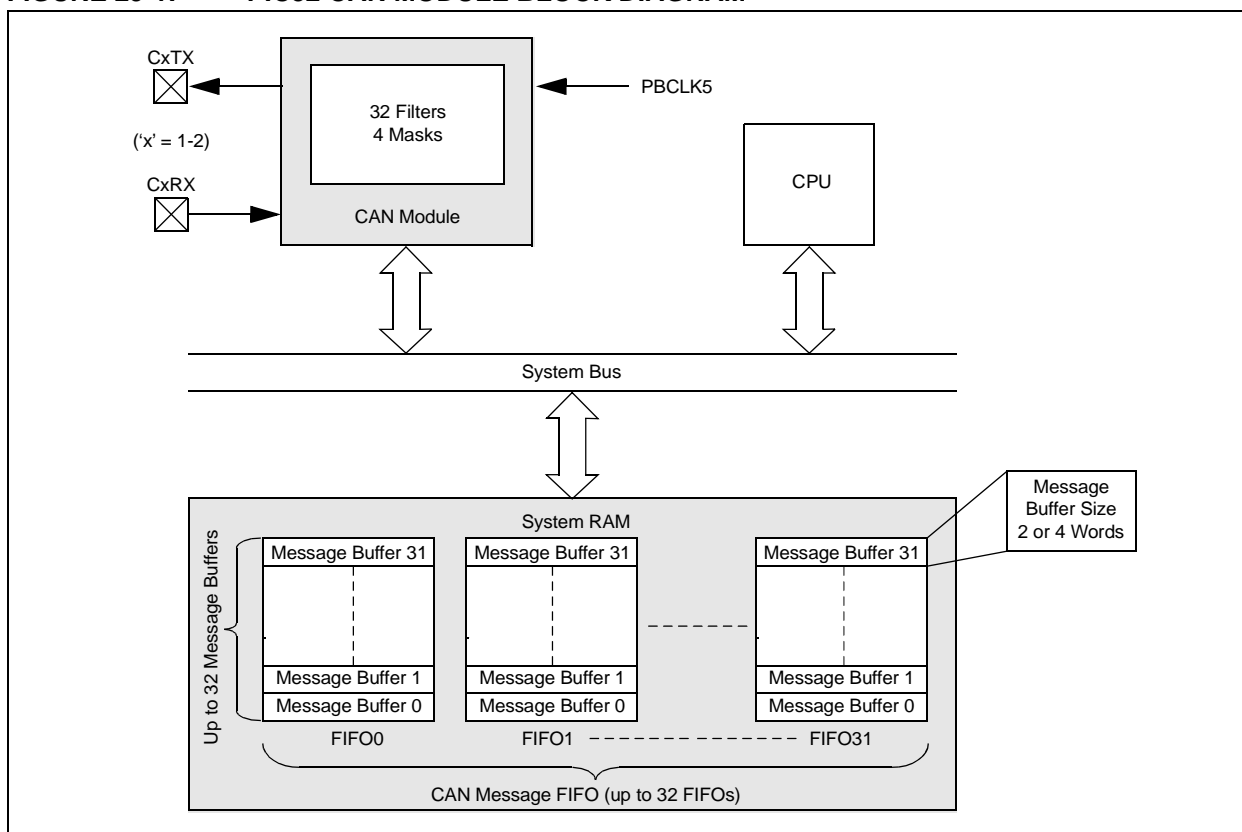 CxTX
('x' = 1-2)
CxRX
32 Filters
4 Masks
CAN Module
PBCLK5
CPU
System Bus
System RAM
Up to 32 Message Buffers
Message Buffer 31
Message Buffer 1
Message Buffer 0
FIFO0
Message Buffer 31
Message Buffer 1
Message Buffer 0
FIFO1
Message Buffer 31
Message Buffer 1
Message Buffer 0
FIFO31
Message
Buffer Size
2 or 4 Words
CAN Message FIFO (up to 32 FIFOs)